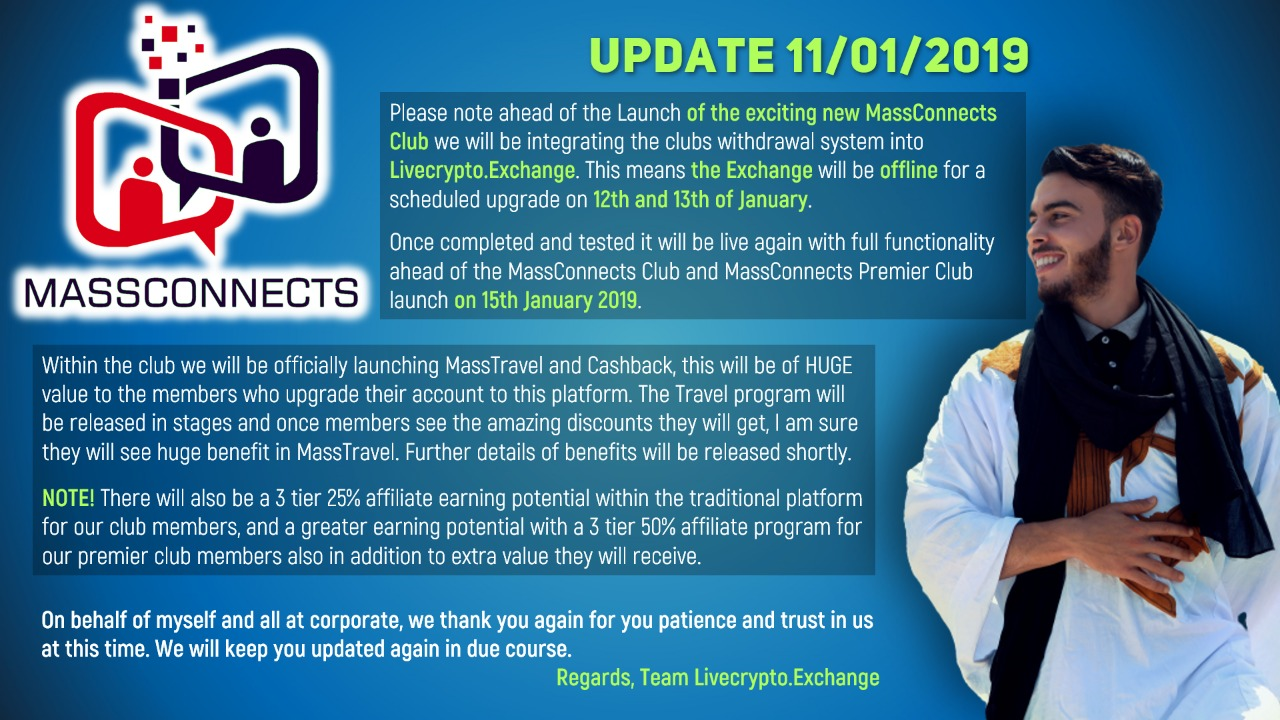 MASSCONNECTS
UPDATE 11/01/2019
Please note ahead of the Launch of the exciting new MassConnects
Club we will be integrating the clubs withdrawal system into
Livecrypto.Exchange. This means the Exchange will be offline for a
scheduled upgrade on 12th and 13th of January.
Once completed and tested it will be live again with full functionality
ahead of the MassConnects Club and MassConnects Premier Club
launch on 15th January 2019.
Within the club we will be officially launching MassTravel and Cashback, this will be of HUGE
value to the members who upgrade their account to this platform. The Travel program will
be released in stages and once members see the amazing discounts they will get, I am sure
they will see huge benefit in MassTravel. Further details of benefits will be released shortly.
NOTE! There will also be a 3 tier 25% affiliate earning potential within the traditional platform
for our club members, and a greater earning potential with a 3 tier 50% affiliate program for
our premier club members also in addition to extra value they will receive.
On behalf of myself and all at corporate, we thank you again for you patience and trust in us
at this time. We will keep you updated again in due course.
Regards, Team Livecrypto.Exchange